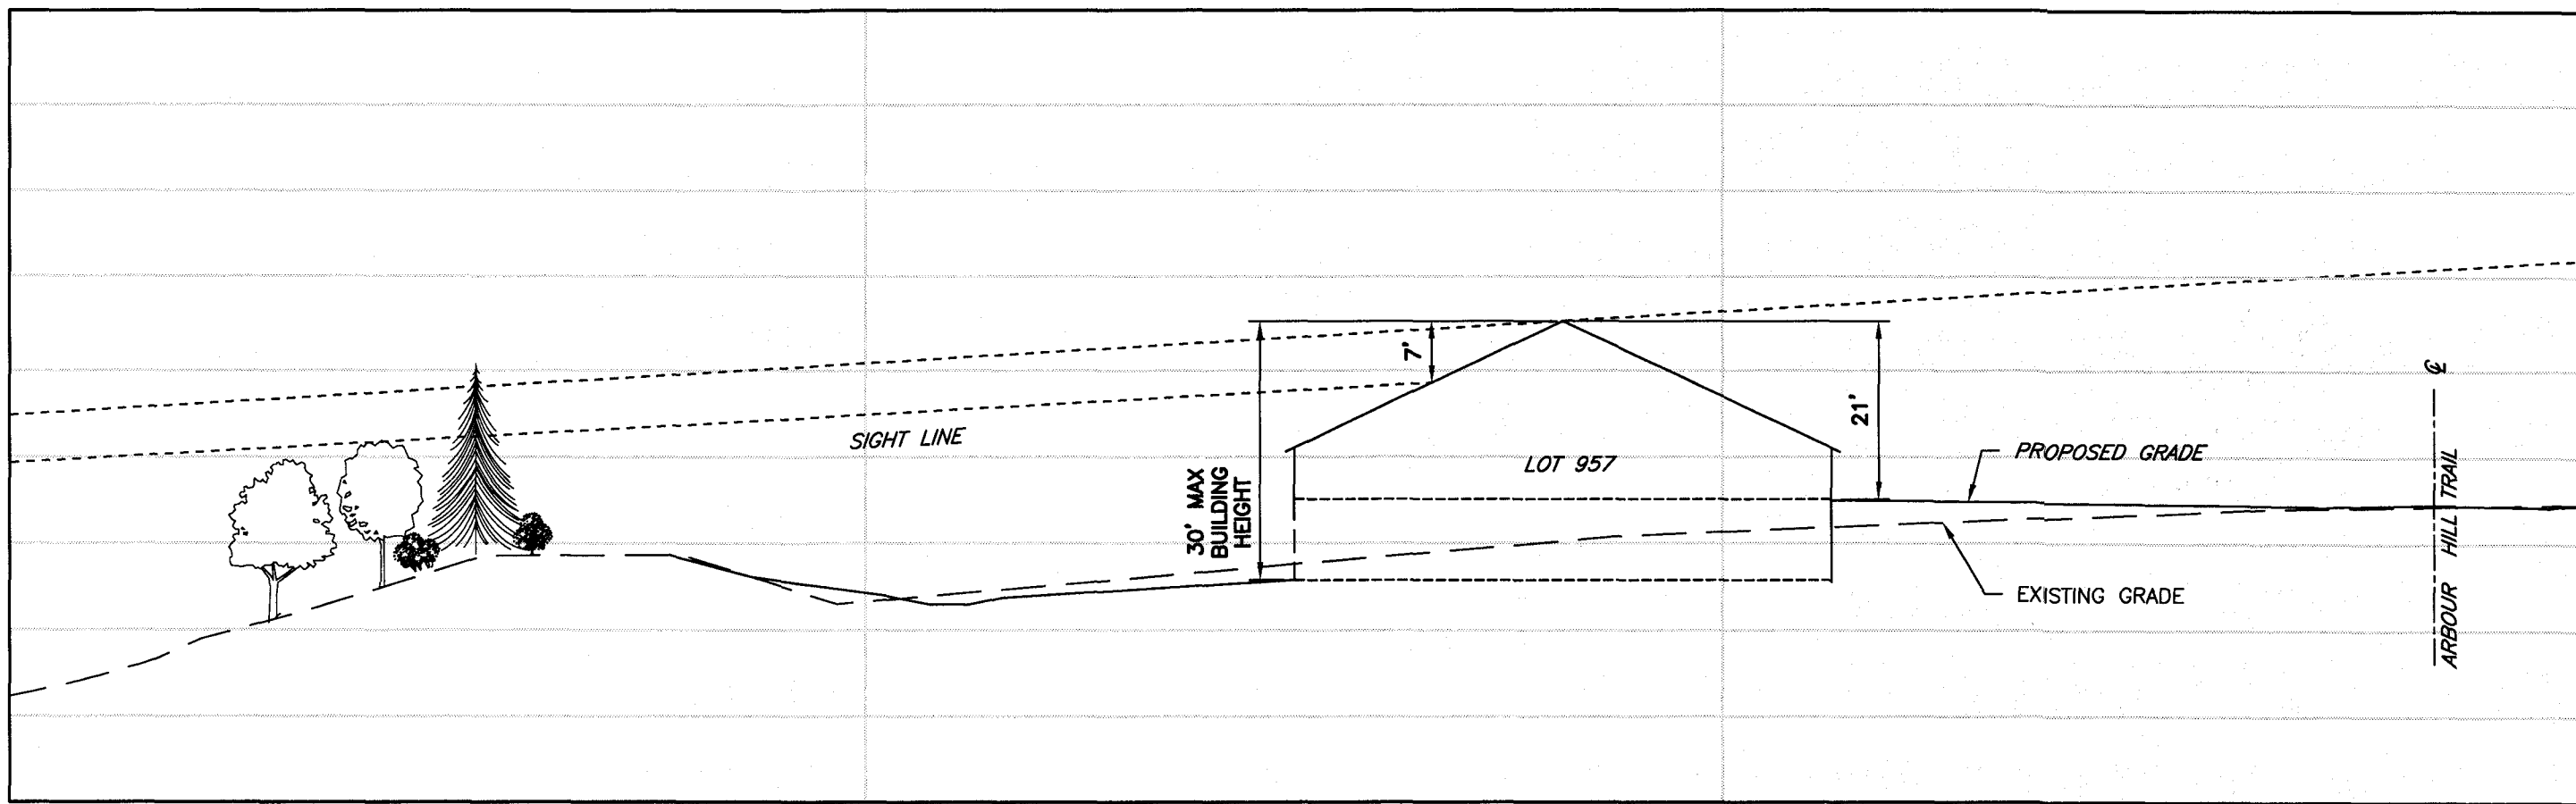 7'
21'
SIGHT LINE
30' MAX
BUILDING
HEIGHT
LOT 957
PROPOSED GRADE
EXISTING GRADE
ARBOUR HILL TRAIL
℄